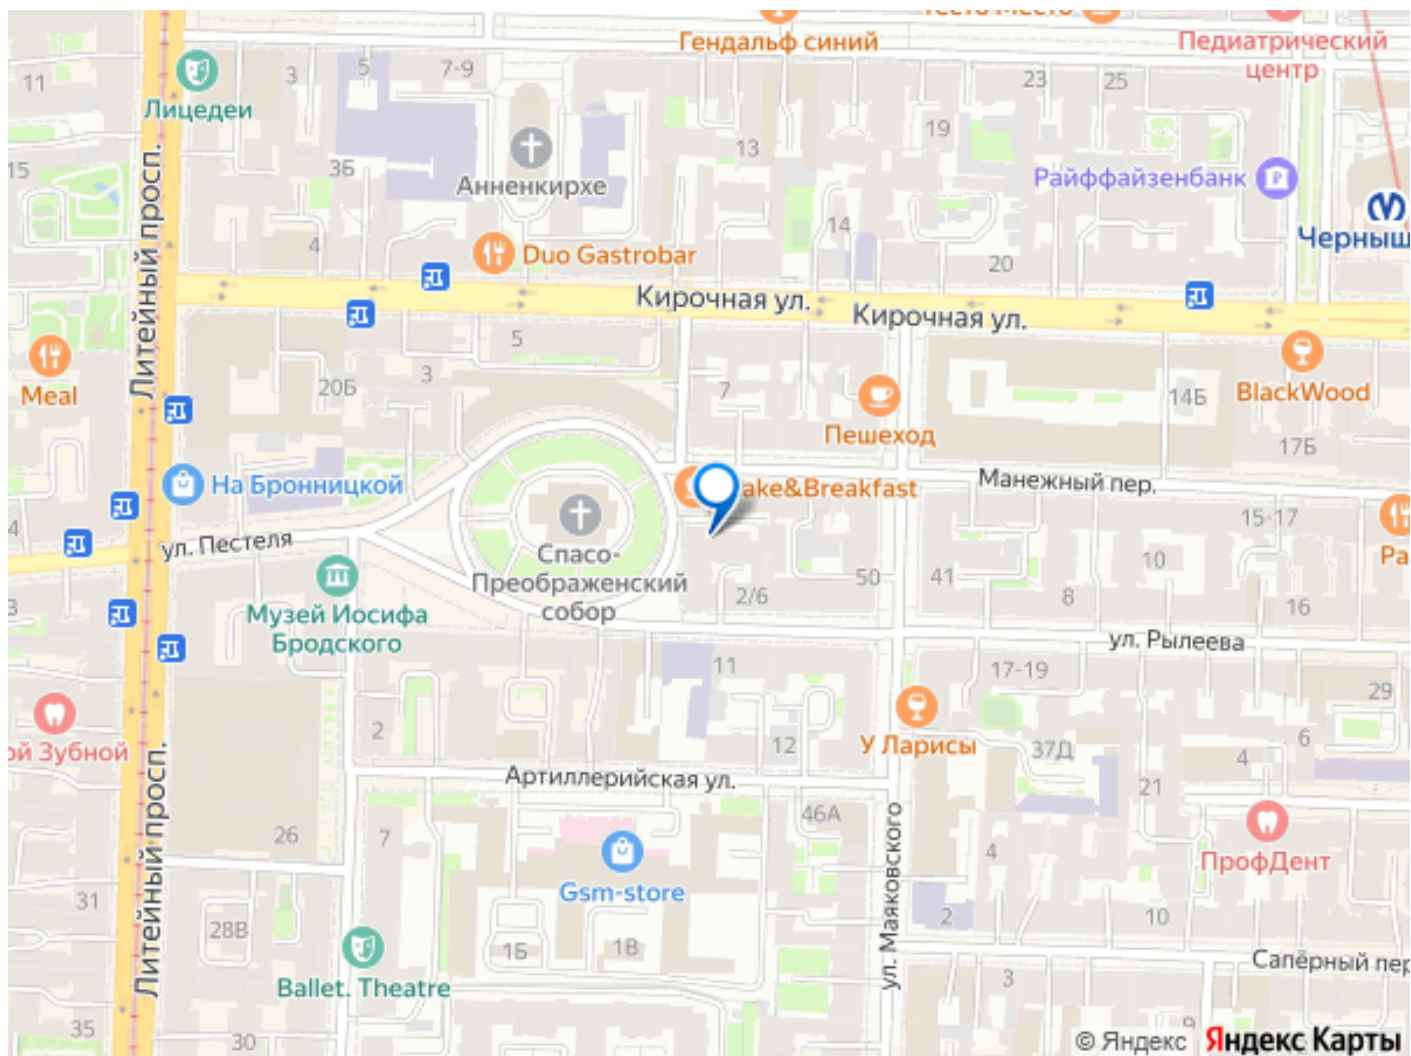 Гендальф синий
Педиатрический
центр
Лицедеи
11
3
5
7-9
23
25
19
13
15
3Б
Анненкирхе
Райффайзенбанк
Литейный просп.
4
Duo Gastrobar
14
20
Черныш
Кирочная ул.
Кирочная ул.
5
Meal
20Б
3
7
Пешеход
14Б
BlackWood
17Б
На Бронницкой
ake&Breakfast
Манежный пер.
15-17
4
ул. Пестеля
Спасо-
Преображенский
собор
50
41
10
Ра
Музей Иосифа
Бродского
2/6
8
16
3
ул. Рылеева
11
17-19
29
2
12
У Ларисы
37Д
6
4
ой Зубной
Артиллерийская ул.
21
46А
26
7
Gsm-store
ул. Маяковского
4
ПрофДент
Литейный просп.
31
28В
1Б
1В
2
10
Ballet. Theatre
Сапёрный пер
3
35
30
9
© Яндекс Яндекс Карты